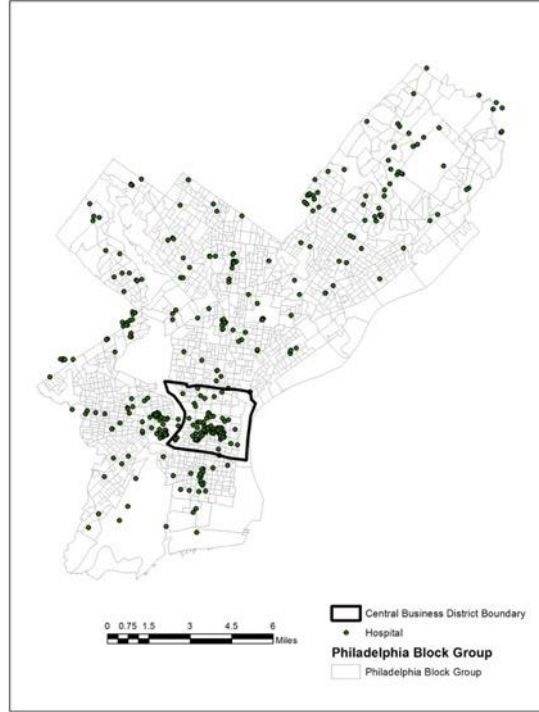 0 0.75 1.5 3 4.5 6
Miles
Central Business District Boundary
Hospital
Philadelphia Block Group
Philadelphia Block Group